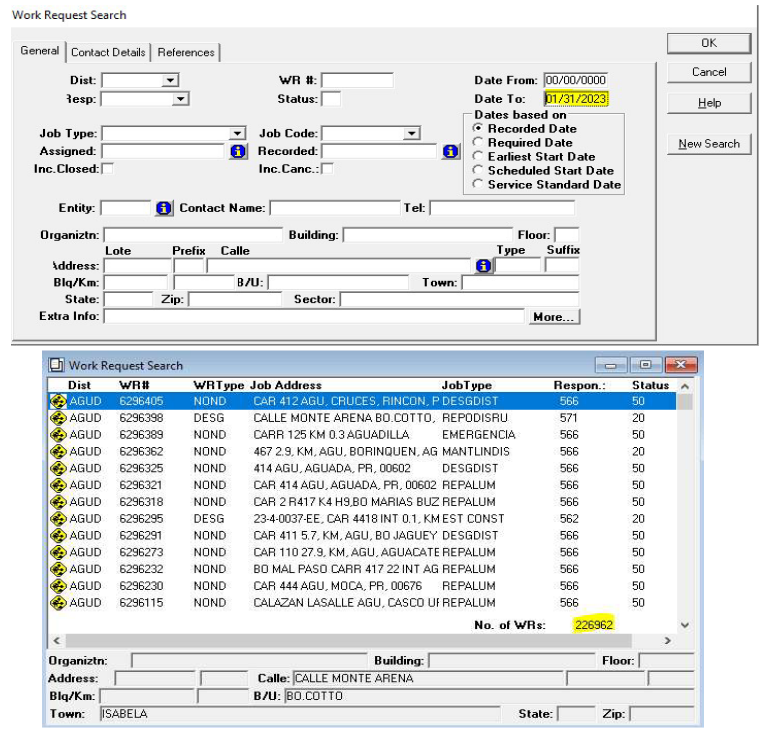 Work Request Search
General Contact Details References
OK
Cancel
Help
New Search
Dist: WR #: Date From: 00/00/0000
Resp: Status: Date To: 01/31/2023
Dates based on
Recorded Date
Required Date
Earliest Start Date
Scheduled Start Date
Service Standard Date
Job Type: Job Code:
Assigned: Recorded:
Inc.Closed: Inc.Canc.:
Entity: Contact Name: Tel:
Organiztn: Building: Floor:
Lote Prefix Calle Type Suffix
Address:
Blq/Km: B/U: Town:
State: Zip: Sector:
Extra Info: More...
Work Request Search
Dist WR# WRType Job Address JobType Respon.: Status
AGUD 6296405 NOND CAR 412 AGU, CRUCES, RINCON, P DESGDIST 566 50
AGUD 6296398 DESG CALLE MONTE ARENA BO.COTTO, REPODISRU 571 20
AGUD 6296389 NOND CARR 125 KM 0.3 AGUADILLA EMERGENCIA 566 50
AGUD 6296362 NOND 467 2.9, KM, AGU, BORINQUEN, AG MANTLINDIS 566 20
AGUD 6296325 NOND 414 AGU, AGUADA, PR, 00602 DESGDIST 566 50
AGUD 6296321 NOND CAR 414 AGU, AGUADA, PR, 00602 REPALUM 566 50
AGUD 6296318 NOND CAR 2 R417 K4 H9,BO MARIAS BUZ REPALUM 566 50
AGUD 6296295 DESG 23-4-0037-EE, CAR 4418 INT 0.1, KM EST CONST 562 20
AGUD 6296291 NOND CAR 411 5.7, KM, AGU, BO JAGUEY DESGDIST 566 50
AGUD 6296273 NOND CAR 110 27.9, KM, AGU, AGUACATE REPALUM 566 50
AGUD 6296232 NOND BO MAL PASO CARR 417 22 INT AG REPALUM 566 50
AGUD 6296230 NOND CAR 444 AGU, MOCA, PR, 00676 REPALUM 566 50
AGUD 6296115 NOND CALAZAN LASALLE AGU, CASCO UF REPALUM 566 50
No. of WRs: 226962
Organiztn: Building: Floor:
Address: Calle: CALLE MONTE ARENA
Blq/Km: B/U: BO.COTTO
Town: ISABELA State: Zip: